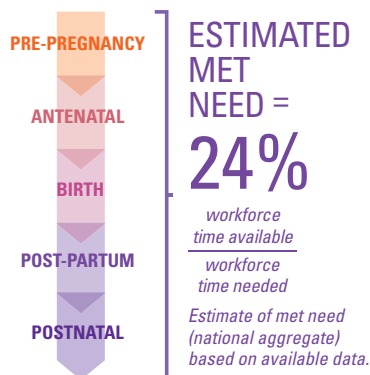 PRE-PREGNANCY
ANTENATAL
BIRTH
POST-PARTUM
POSTNATAL
ESTIMATED
MET
NEED =
24%
workforce
time available
workforce
time needed
Estimate of met need
(national aggregate)
based on available data.